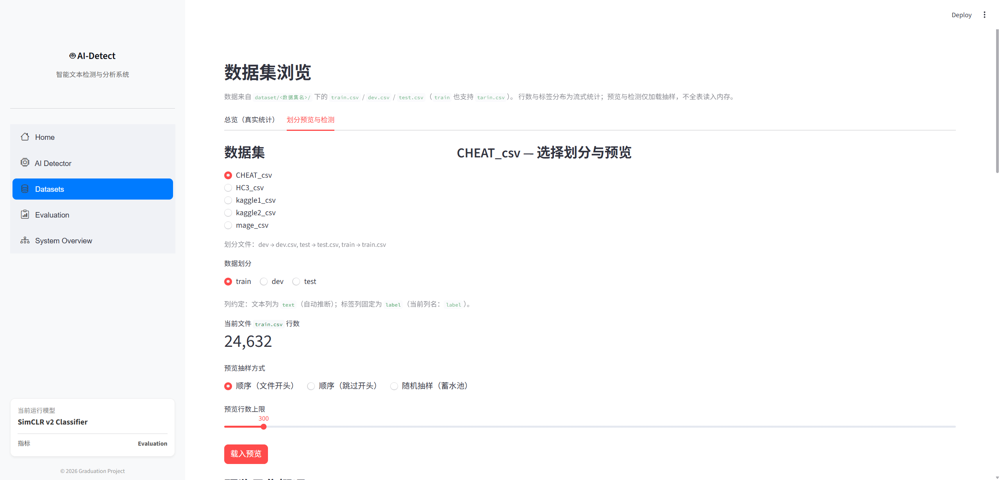 Deploy
AI-Detect
智能文本检测与分析系统
Home
AI Detector
Datasets
Evaluation
System Overview
当前运行模型
SimCLR v2 Classifier
指标 Evaluation
© 2026 Graduation Project
数据集浏览
数据来自 dataset/<数据集名>/ 下的 train.csv / dev.csv / test.csv （ train 也支持 tarin.csv ）。 行数与标签分布为流式统计；预览与检测仅加载抽样，不全表读入内存。
总览（真实统计） 划分预览与检测
数据集
CHEAT_csv
HC3_csv
kaggle1_csv
kaggle2_csv
mage_csv
CHEAT_csv — 选择划分与预览
划分文件：dev → dev.csv, test → test.csv, train → train.csv
数据划分
train dev test
列约定：文本列为 text （自动推断）；标签列固定为 label （当前列名： label ）。
当前文件 train.csv 行数
24,632
预览抽样方式
顺序（文件开头） 顺序（跳过开头） 随机抽样（蓄水池）
预览行数上限
300
载入预览